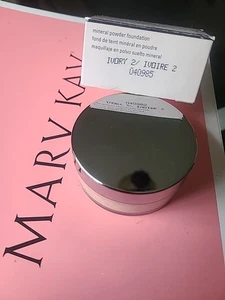 mineral powder foundation
fond de teint minéral en poudre
maquillaje en polvo suelto mineral
IVORY 2/ IVOIRE 2
040985
MARY KAY